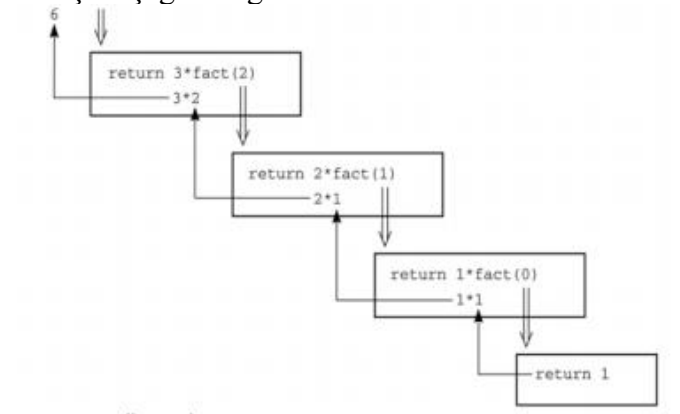 6
return 3*fact(2)
3*2
return 2*fact(1)
2*1
return 1*fact(0)
1*1
return 1